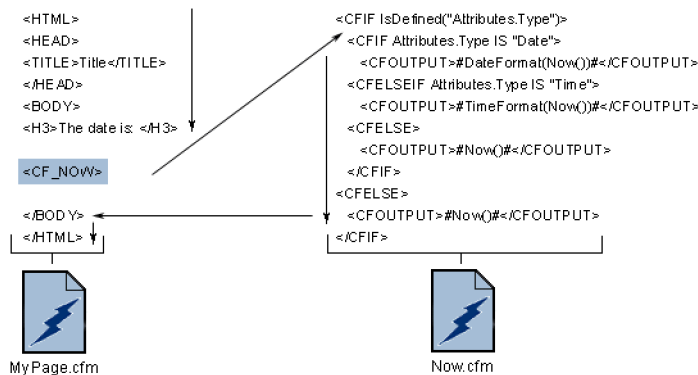 <HTML>
<HEAD>
<TITLE>Title</TITLE>
</HEAD>
<BODY>
<H3>The date is: </H3>
<CF_NOW>
</BODY>
</HTML>
MyPage.cfm
<CFIF IsDefined("Attributes.Type")>
<CFIF Attributes.Type IS "Date">
<CFOUTPUT>#DateFormat(Now())#</CFOUTPUT>
<CFELSEIF Attributes.Type IS "Time">
<CFOUTPUT>#TimeFormat(Now())#</CFOUTPUT>
<CFELSE>
<CFOUTPUT>#Now()#</CFOUTPUT>
</CFIF>
<CFELSE>
<CFOUTPUT>#Now()#</CFOUTPUT>
</CFIF>
Now.cfm